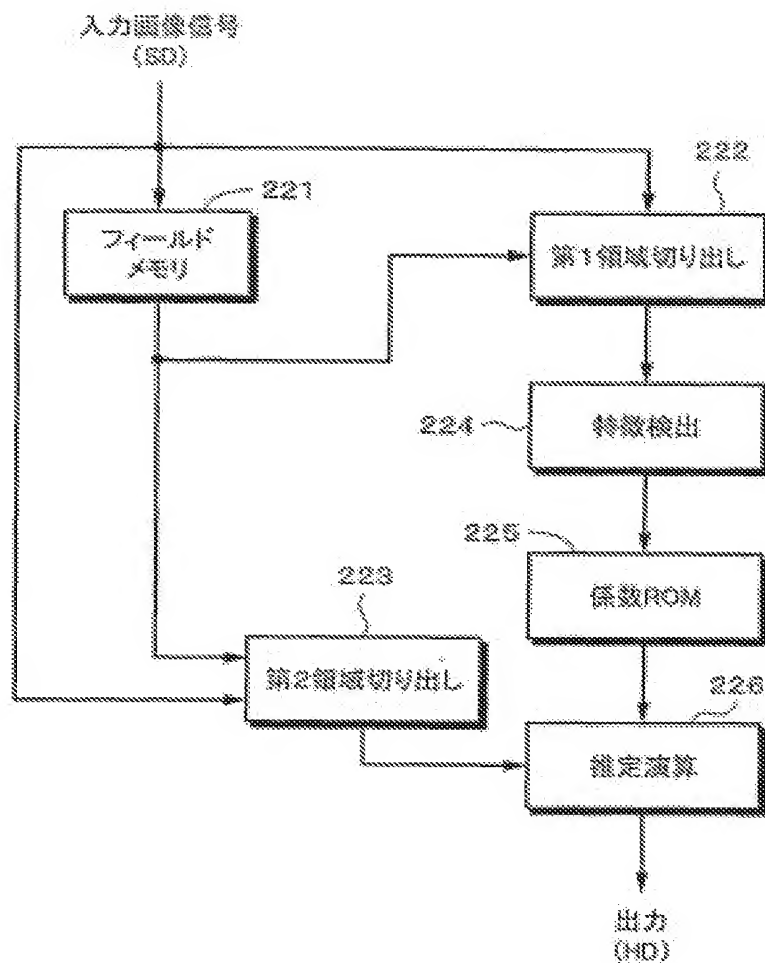 入力画像信号
(SD)
221
フィールド
メモリ
222
第1領域切り出し
224
特徴検出
225
係数ROM
223
第2領域切り出し
226
推定演算
出力
(HD)